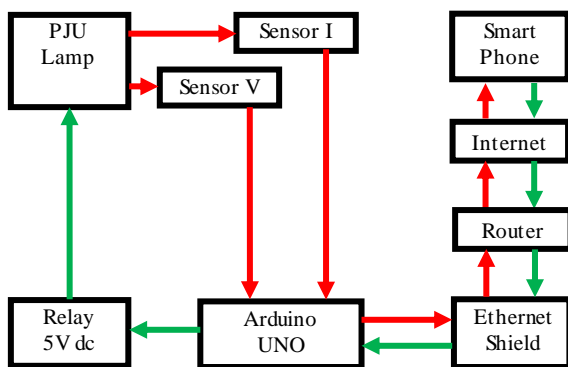 PJU
Lamp
Sensor I
Sensor V
Smart
Phone
Internet
Router
Relay
5V dc
Arduino
UNO
Ethernet
Shield